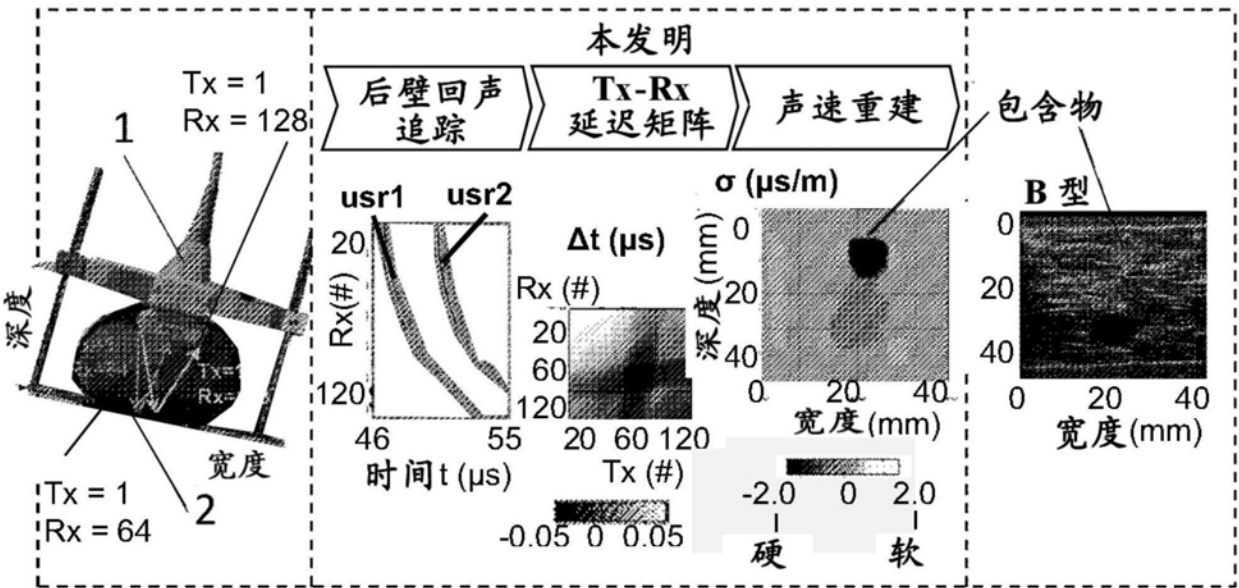 本发明
后壁回声
追踪
Tx-Rx
延迟矩阵
声速重建
包含物
Tx = 1
Rx = 128
1
深度
宽度
Tx = 1
Rx = 64
2
usr1
usr2
Rx(#)
20
120
46
55
时间t (μs)
Δt (μs)
Rx (#)
20
60
120
20 60 120
Tx (#)
-0.05 0 0.05
σ (μs/m)
深度(mm)
0
20
40
0 20 40
宽度(mm)
-2.0 0 2.0
硬 软
B 型
0
20
40
0 20 40
宽度(mm)